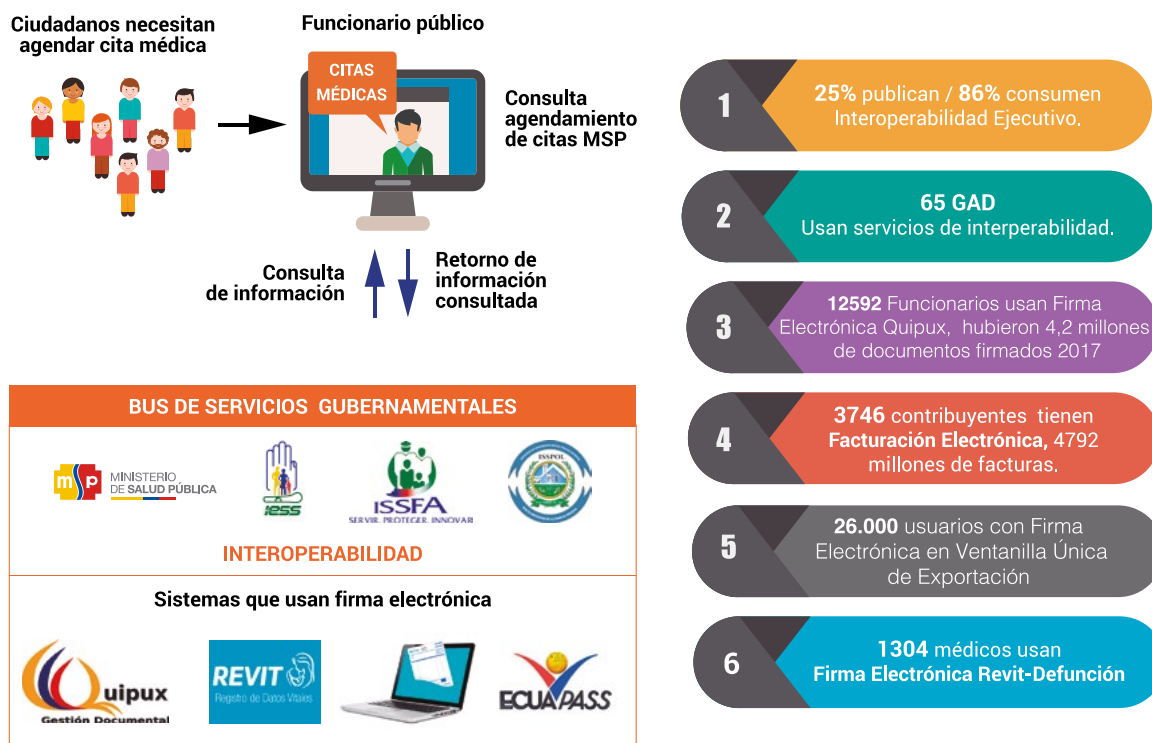 Ciudadanos necesitan
agendar cita médica
Funcionario público
CITAS
MÉDICAS
Consulta
agendamiento
de citas MSP
Consulta
de información
Retorno de
información
consultada
BUS DE SERVICIOS GUBERNAMENTALES
msp
MINISTERIO
DE SALUD PÚBLICA
IESS
ISSFA
SERVIR. PROTEGER. INNOVAR
ISSPOL
INTEROPERABILIDAD
Sistemas que usan firma electrónica
Quipux
Gestión Documental
REVIT
Registro de Datos Vitales
ECUAPASS
1
25% publican / 86% consumen
Interoperabilidad Ejecutivo.
2
65 GAD
Usan servicios de interperabilidad.
3
12592 Funcionarios usan Firma
Electrónica Quipux, hubieron 4,2 millones
de documentos firmados 2017
4
3746 contribuyentes tienen
Facturación Electrónica, 4792
millones de facturas.
5
26.000 usuarios con Firma
Electrónica en Ventanilla Única
de Exportación
6
1304 médicos usan
Firma Electrónica Revit-Defunción